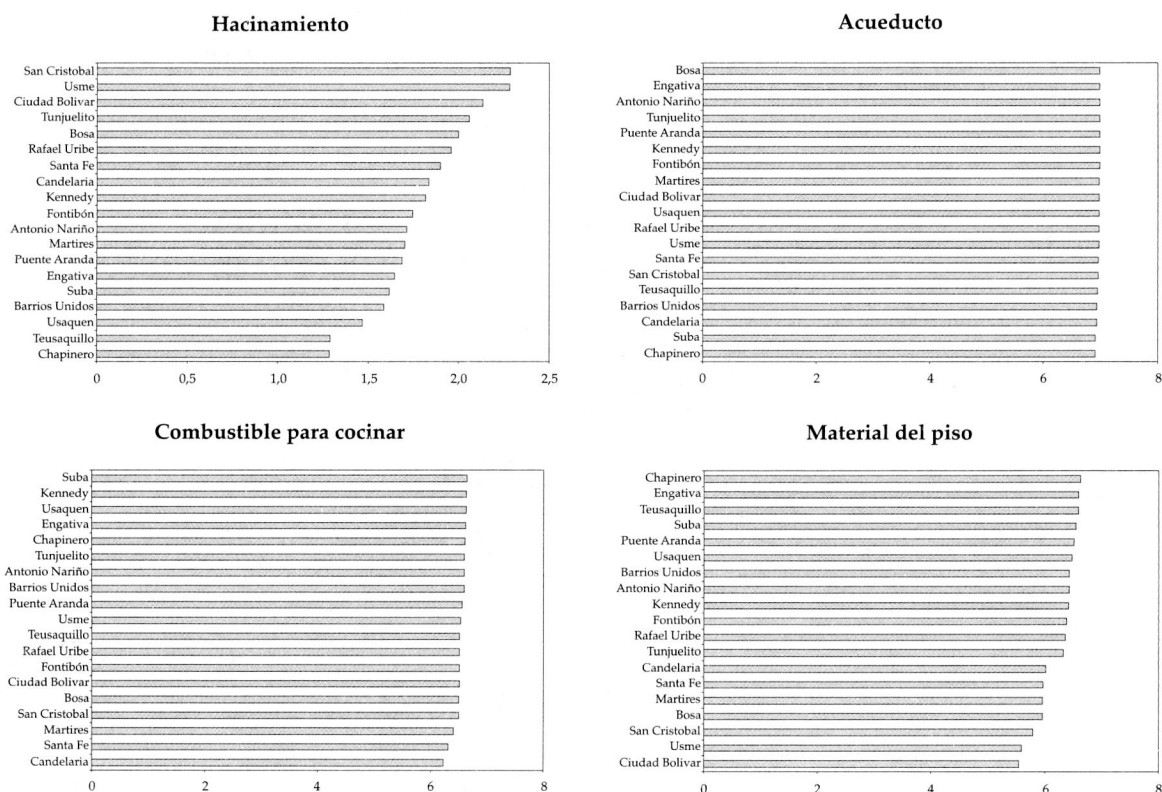 Hacinamiento
San Cristobal
Usme
Ciudad Bolivar
Tunjuelito
Bosa
Rafael Uribe
Santa Fe
Candelaria
Kennedy
Fontibón
Antonio Nariño
Martires
Puente Aranda
Engativa
Suba
Barrios Unidos
Usaquen
Teusaquillo
Chapinero
0 0,5 1,0 1,5 2,0 2,5
Acueducto
Bosa
Engativa
Antonio Nariño
Tunjuelito
Puente Aranda
Kennedy
Fontibón
Martires
Ciudad Bolivar
Usaquen
Rafael Uribe
Usme
Santa Fe
San Cristobal
Teusaquillo
Barrios Unidos
Candelaria
Suba
Chapinero
0 2 4 6 8
Combustible para cocinar
Suba
Kennedy
Usaquen
Engativa
Chapinero
Tunjuelito
Antonio Nariño
Barrios Unidos
Puente Aranda
Usme
Teusaquillo
Rafael Uribe
Fontibón
Ciudad Bolivar
Bosa
San Cristobal
Martires
Santa Fe
Candelaria
0 2 4 6 8
Material del piso
Chapinero
Engativa
Teusaquillo
Suba
Puente Aranda
Usaquen
Barrios Unidos
Antonio Nariño
Kennedy
Fontibón
Rafael Uribe
Tunjuelito
Candelaria
Santa Fe
Martires
Bosa
San Cristobal
Usme
Ciudad Bolivar
0 2 4 6 8